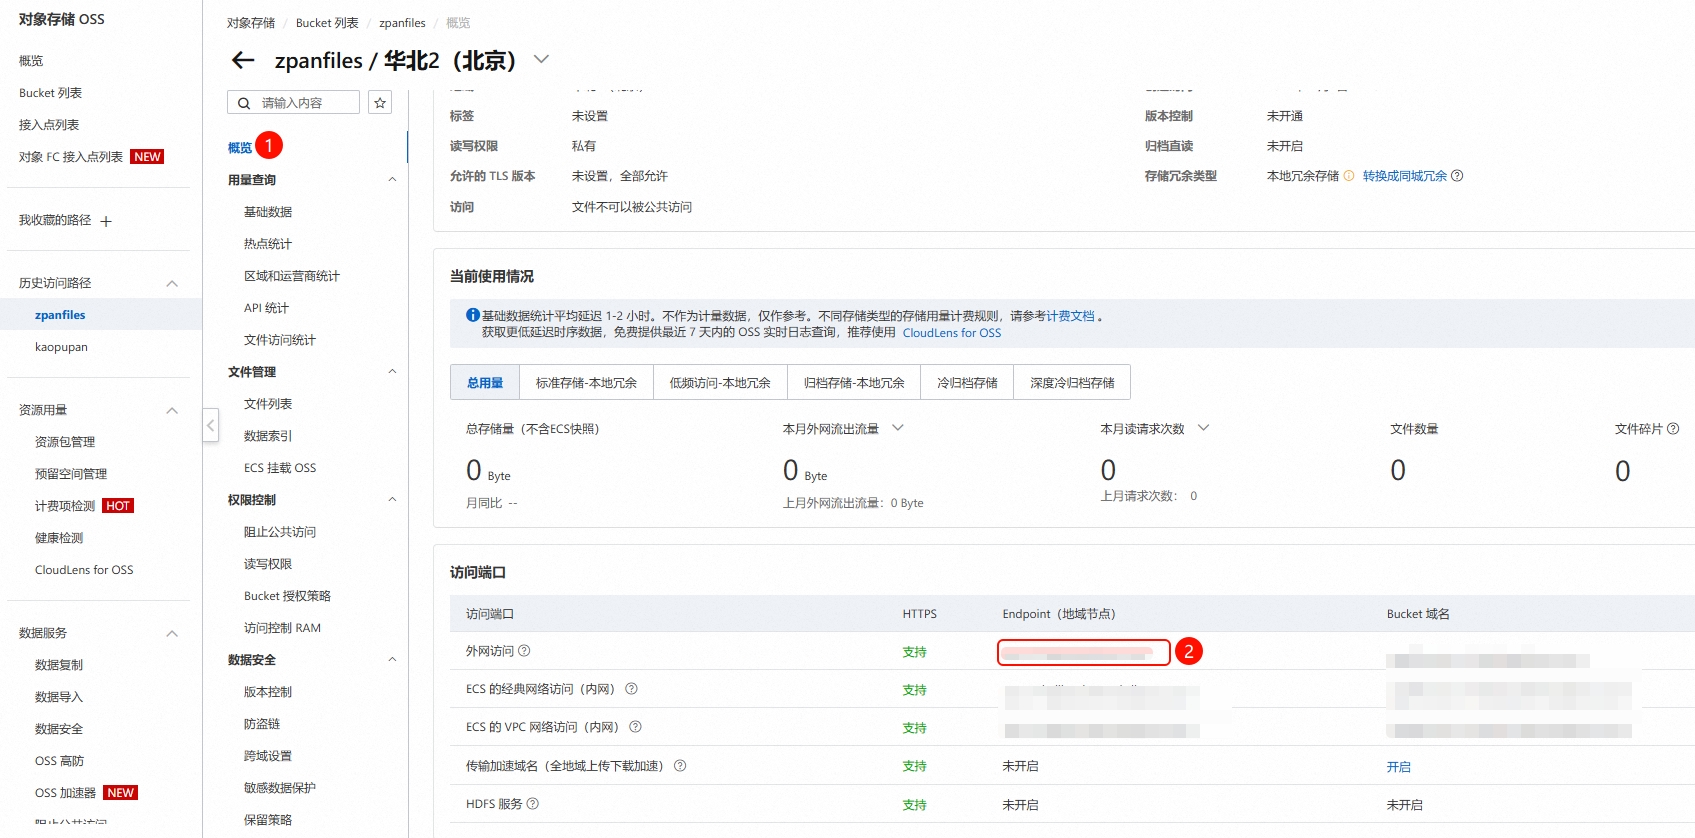 对象存储 OSS
概览
Bucket 列表
接入点列表
对象 FC 接入点列表 NEW
我收藏的路径
历史访问路径
zpanfiles
kaopupan
资源用量
资源包管理
预留空间管理
计费项检测 HOT
健康检测
CloudLens for OSS
数据服务
数据复制
数据导入
数据安全
OSS 高防
OSS 加速器 NEW
对象存储 / Bucket 列表 / zpanfiles / 概览
zpanfiles / 华北2（北京）
请输入内容
概览 1
用量查询
基础数据
热点统计
区域和运营商统计
API 统计
文件访问统计
文件管理
文件列表
数据索引
ECS 挂载 OSS
权限控制
阻止公共访问
读写权限
Bucket 授权策略
访问控制 RAM
数据安全
版本控制
防盗链
跨域设置
敏感数据保护
保留策略
标签 未设置 版本控制 未开通
读写权限 私有 归档直读 未开启
允许的 TLS 版本 未设置，全部允许 存储冗余类型 本地冗余存储 转换成同城冗余
访问 文件不可以被公共访问
当前使用情况
基础数据统计平均延迟 1-2 小时。不作为计量数据，仅作参考。不同存储类型的存储用量计费规则，请参考计费文档 。
获取更低延迟时序数据，免费提供最近 7 天内的 OSS 实时日志查询，推荐使用 CloudLens for OSS
总用量 标准存储-本地冗余 低频访问-本地冗余 归档存储-本地冗余 冷归档存储 深度冷归档存储
总存储量（不含ECS快照） 本月外网流出流量 本月读请求次数 文件数量 文件碎片
0 Byte 0 Byte 0 0 0
月同比 -- 上月外网流出流量：0 Byte 上月请求次数： 0
访问端口
访问端口 HTTPS Endpoint（地域节点） Bucket 域名
外网访问 支持 2
ECS 的经典网络访问（内网） 支持
ECS 的 VPC 网络访问（内网） 支持
传输加速域名（全地域上传下载加速） 支持 未开启 开启
HDFS 服务 支持 未开启 未开启